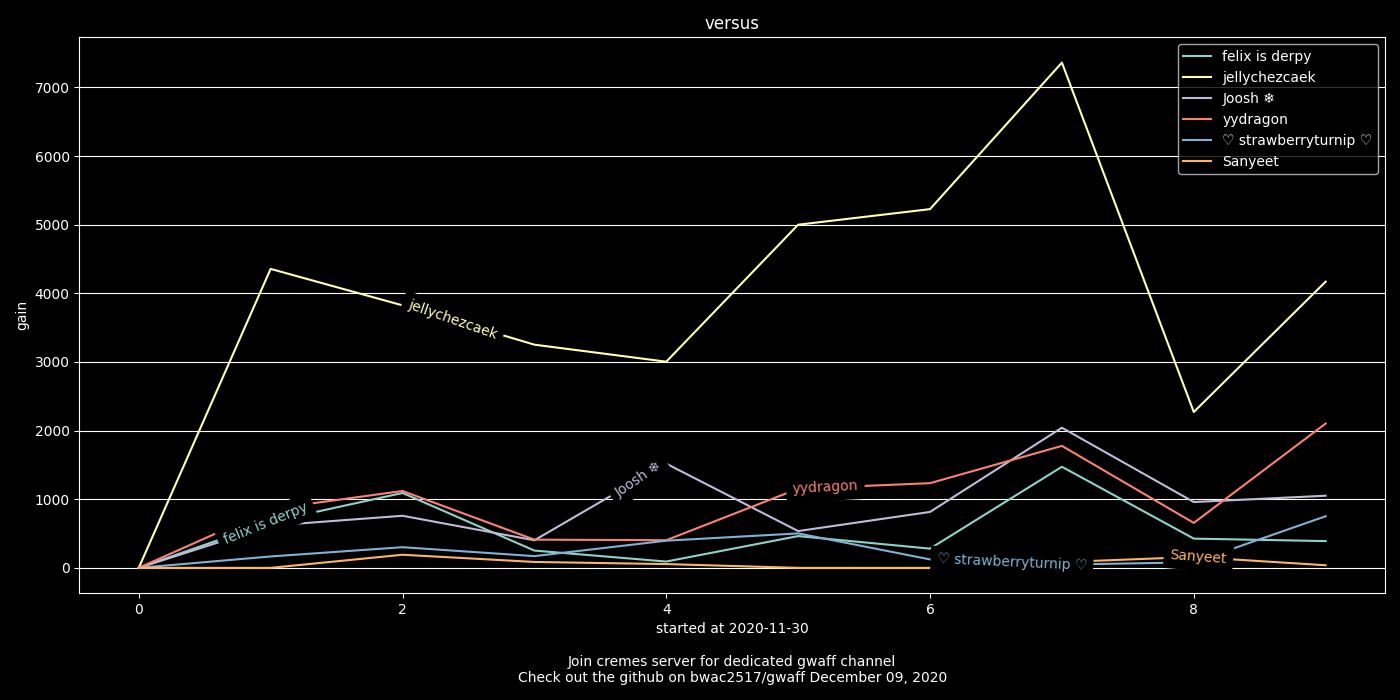 versus
felix is derpy
jellychezcaek
Joosh ❄
yydragon
♡ strawberryturnip ♡
Sanyeet
7000
6000
5000
4000
3000
2000
1000
0
gain
jellychezcaek
Joosh ❄
yydragon
felix is derpy
♡ strawberryturnip ♡
Sanyeet
0 2 4 6 8
started at 2020-11-30
Join cremes server for dedicated gwaff channel
Check out the github on bwac2517/gwaff December 09, 2020